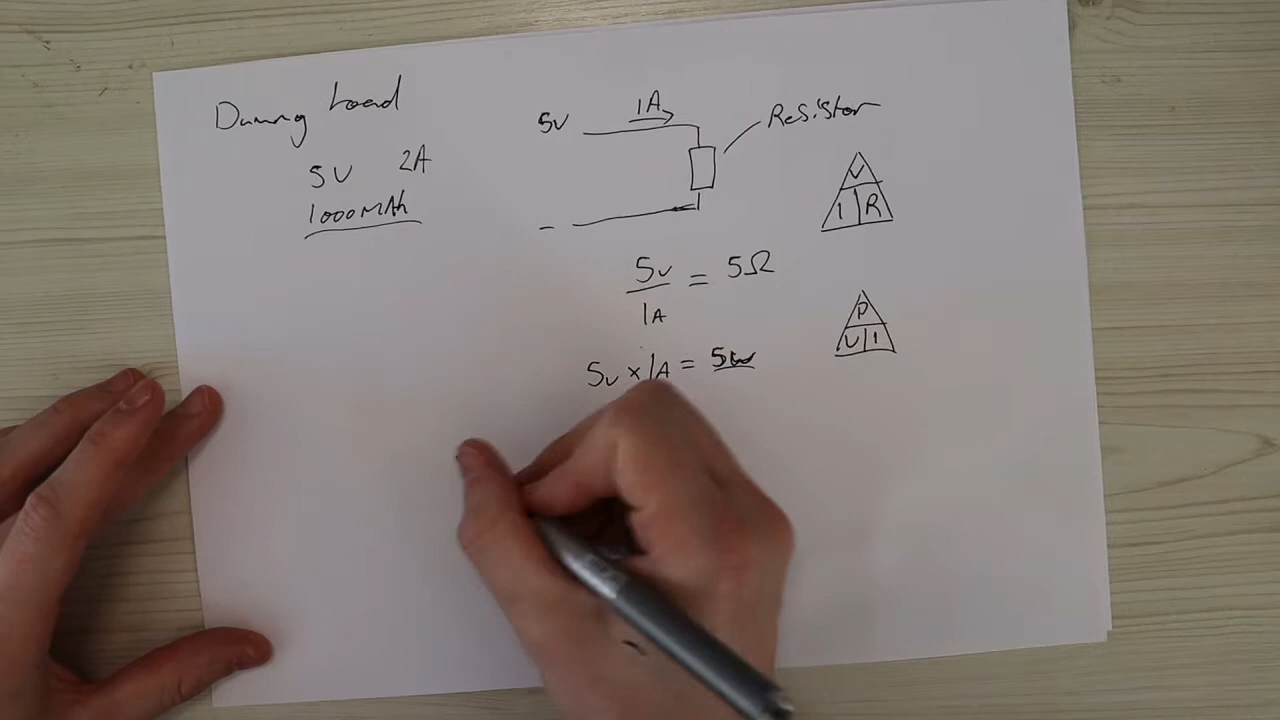 Dummy Load
5V 2A
1000MAh
5V 1A Resistor
V
I R
-
5V
1A = 5Ω
P
V I
5V x 1A = 5W